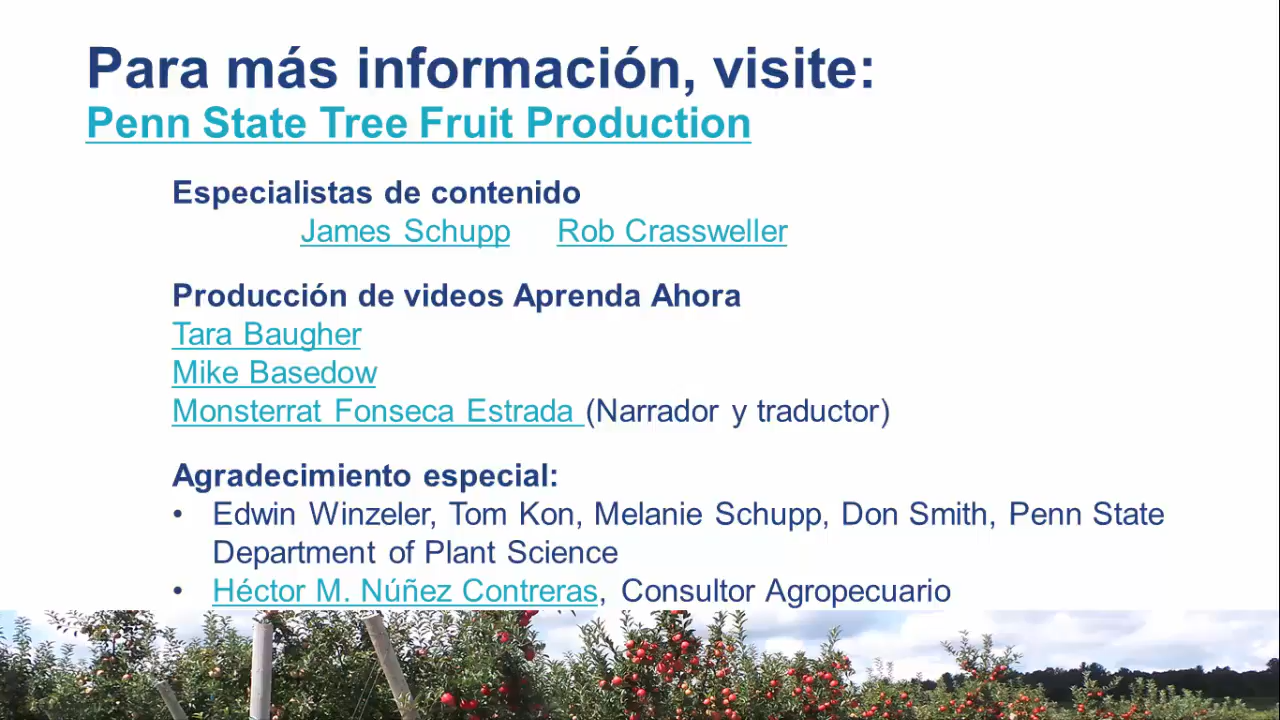 Para más información, visite:
Penn State Tree Fruit Production
Especialistas de contenido
James Schupp Rob Crassweller
Producción de videos Aprenda Ahora
Tara Baugher
Mike Basedow
Monsterrat Fonseca Estrada (Narrador y traductor)
Agradecimiento especial:
• Edwin Winzeler, Tom Kon, Melanie Schupp, Don Smith, Penn State
Department of Plant Science
• Héctor M. Núñez Contreras, Consultor Agropecuario